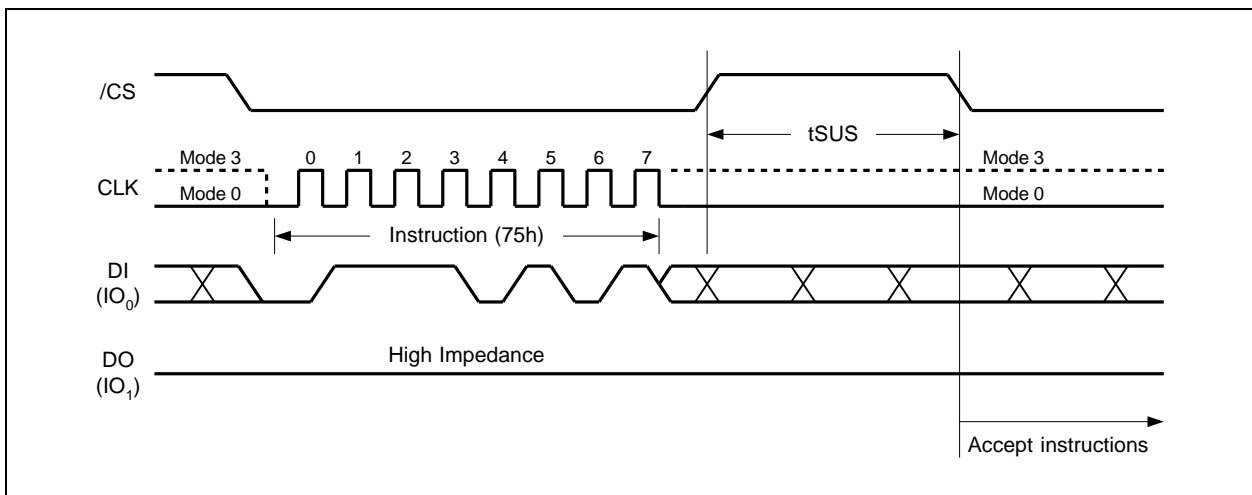 /CS
tSUS
Mode 3 0 1 2 3 4 5 6 7 Mode 3
CLK
Mode 0 Mode 0
Instruction (75h)
DI
(IO₀)
High Impedance
DO
(IO₁)
Accept instructions